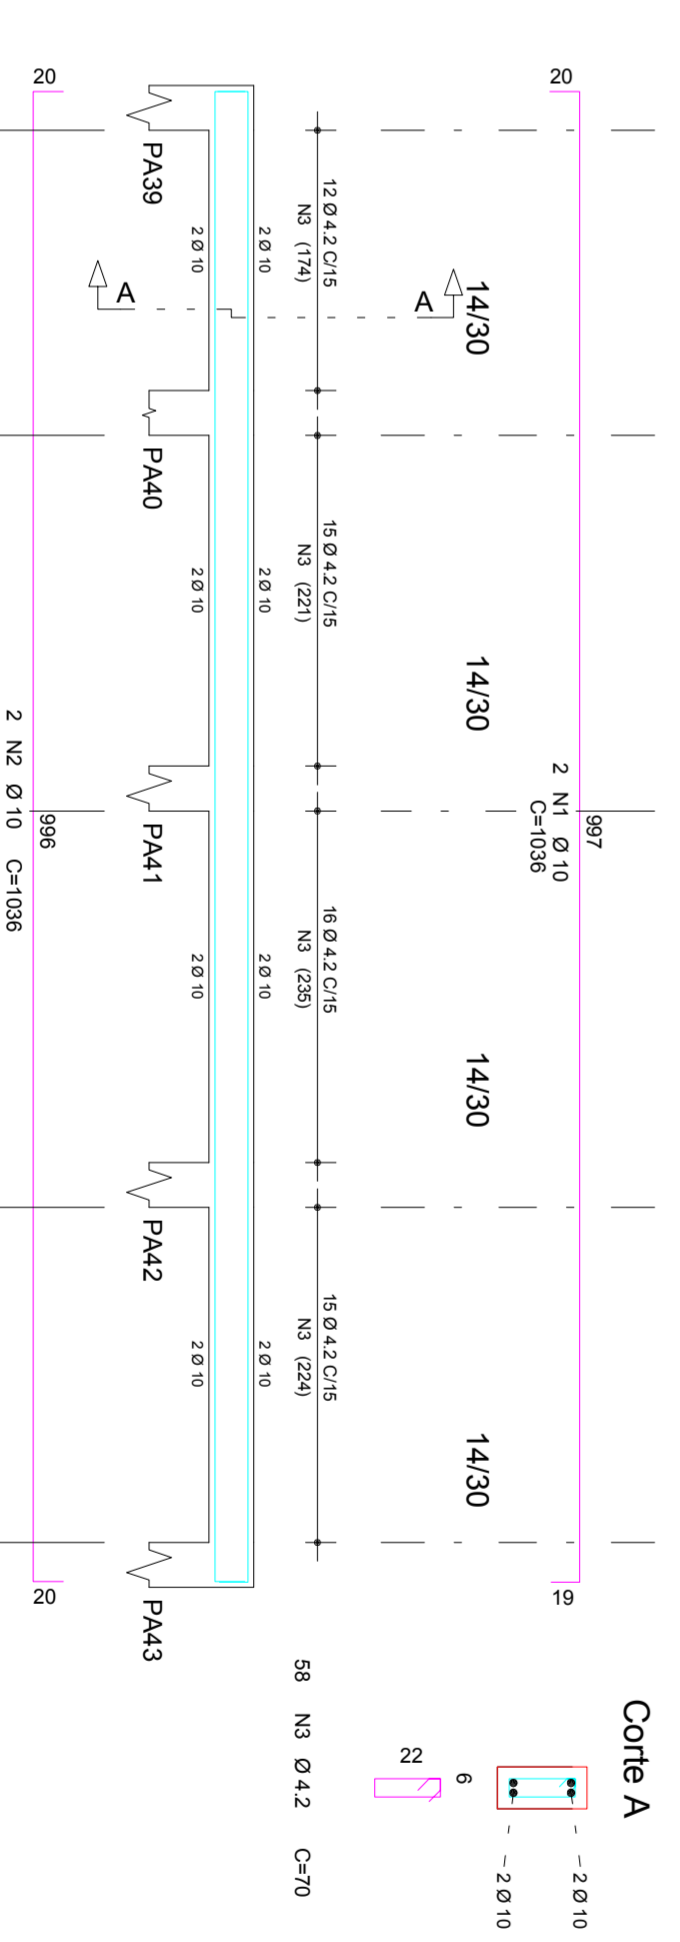 20
2 N1 Ø 10
C=1036
997
19
14/30
14/30
14/30
14/30
A
12 Ø 4.2 C/15
N3 (174)
15 Ø 4.2 C/15
N3 (221)
16 Ø 4.2 C/15
N3 (235)
15 Ø 4.2 C/15
N3 (224)
2 Ø 10
2 Ø 10
2 Ø 10
2 Ø 10
2 Ø 10
2 Ø 10
2 Ø 10
2 Ø 10
PA39
PA40
PA41
PA42
PA43
A
20
996
20
2 N2 Ø 10 C=1036
Corte A
2 Ø 10
2 Ø 10
6
22
58 N3 Ø 4.2 C=70